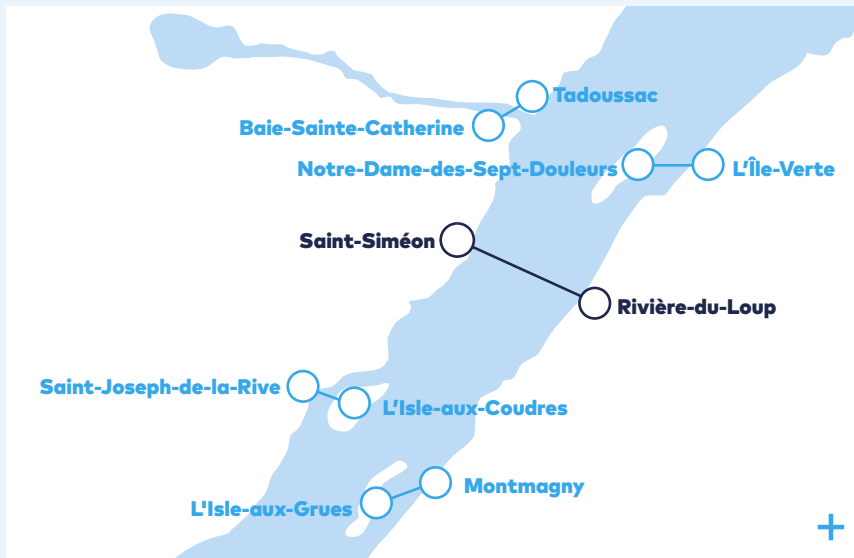 Tadoussac
Baie-Sainte-Catherine
Notre-Dame-des-Sept-Douleurs
L’Île-Verte
Saint-Siméon
Rivière-du-Loup
Saint-Joseph-de-la-Rive
L’Isle-aux-Coudres
Montmagny
L'Isle-aux-Grues
+